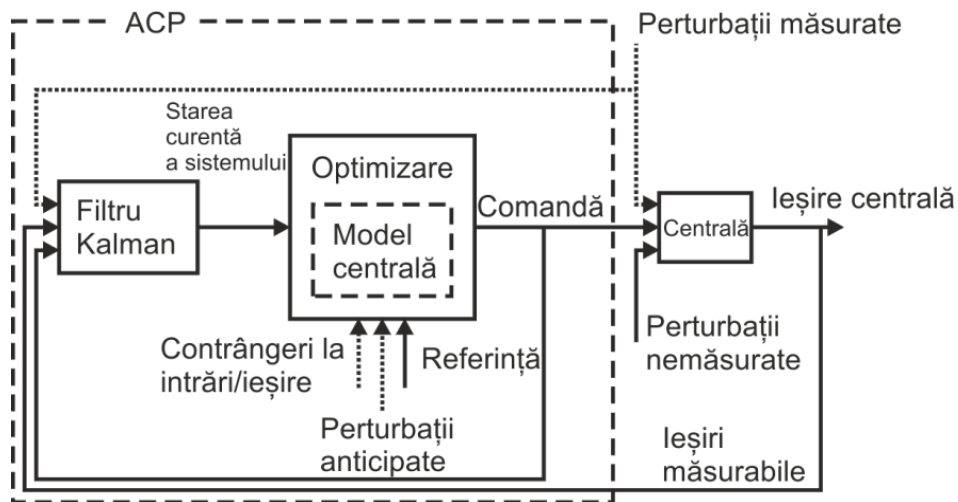 ACP
Perturbații măsurate
Starea
curentă
a sistemului
Optimizare
Filtru
Kalman
Model
centrală
Comandă
Centrală
Ieșire centrală
Contrângeri la
intrări/ieșire
Referință
Perturbații
nemăsurate
Perturbații
anticipate
Ieșiri
măsurabile